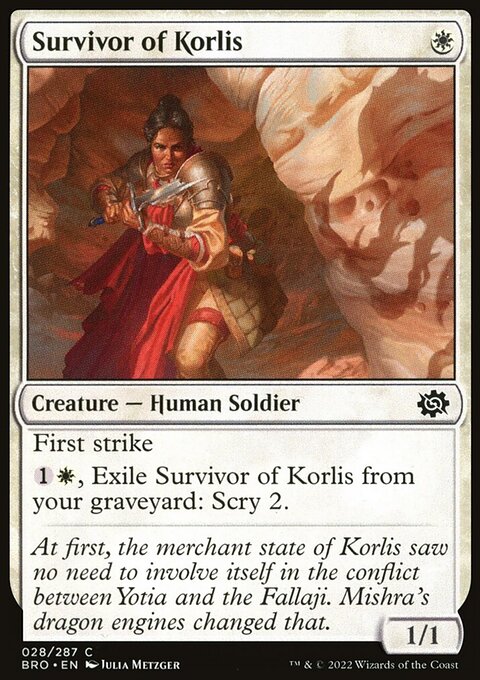 Survivor of Korlis
Creature — Human Soldier
First strike
1, Exile Survivor of Korlis from
your graveyard: Scry 2.
At first, the merchant state of Korlis saw
no need to involve itself in the conflict
between Yotia and the Fallaji. Mishra's
dragon engines changed that.
1/1
028/287 C
BRO • EN Julia Metzger
™ & © 2022 Wizards of the Coast